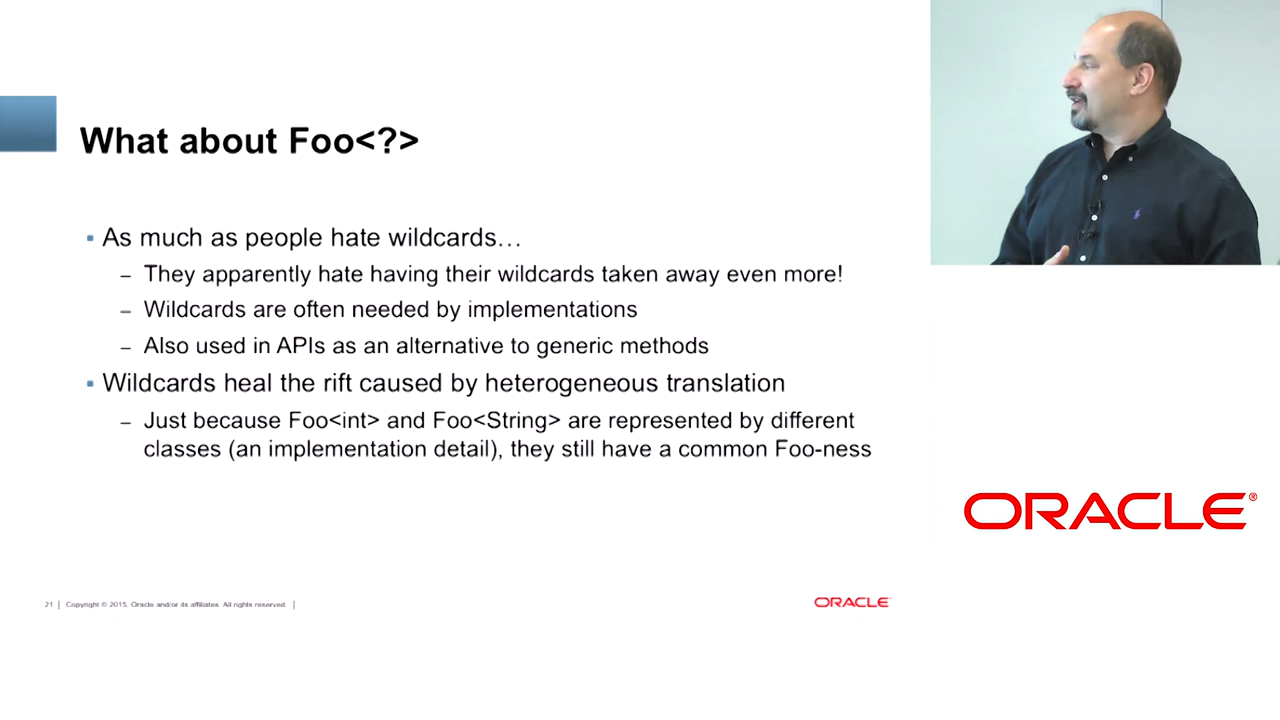 What about Foo<?>
▪ As much as people hate wildcards…
– They apparently hate having their wildcards taken away even more!
– Wildcards are often needed by implementations
– Also used in APIs as an alternative to generic methods
▪ Wildcards heal the rift caused by heterogeneous translation
– Just because Foo<int> and Foo<String> are represented by different
classes (an implementation detail), they still have a common Foo-ness
ORACLE®
21 | Copyright © 2015, Oracle and/or its affiliates. All rights reserved. |
ORACLE